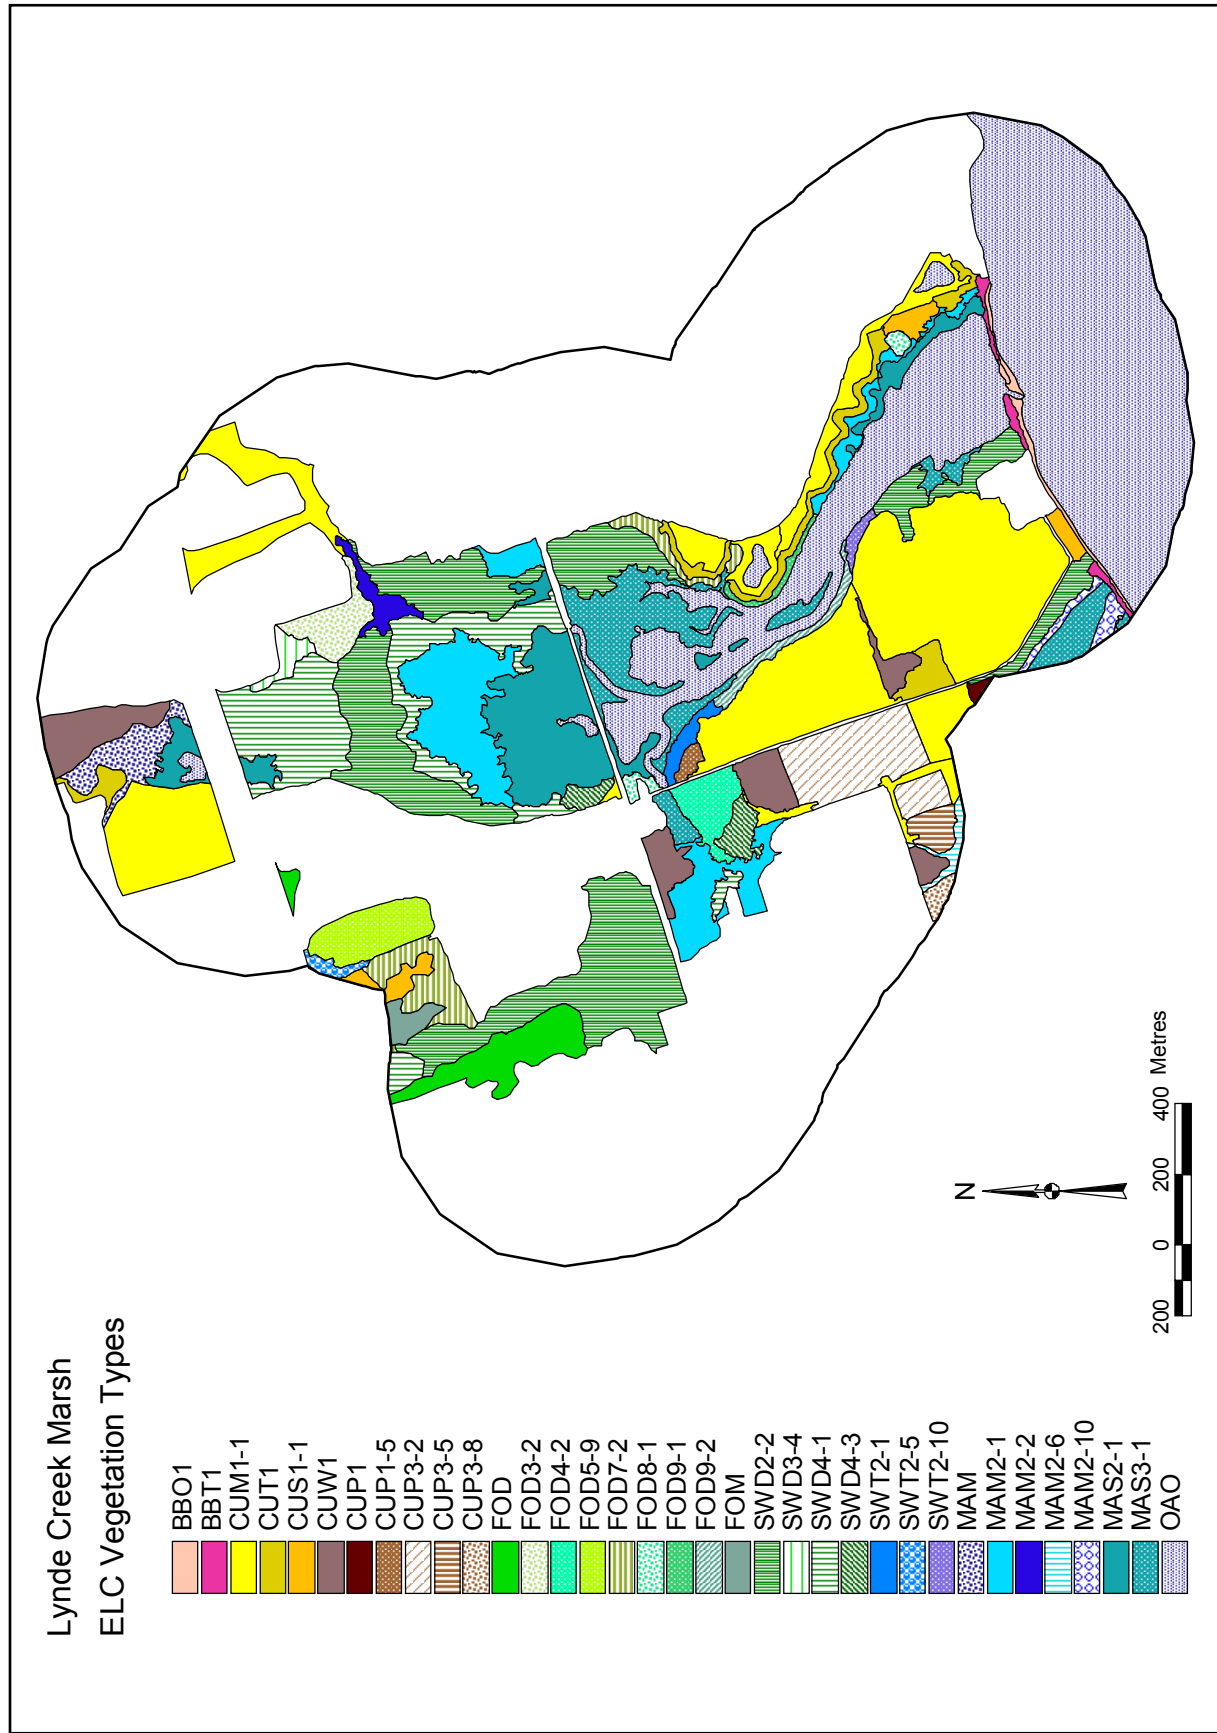 Lynde Creek Marsh
ELC Vegetation Types
BBO1
BBT1
CUM1-1
CUT1
CUS1-1
CUW1
CUP1
CUP1-5
CUP3-2
CUP3-5
CUP3-8
FOD
FOD3-2
FOD4-2
FOD5-9
FOD7-2
FOD8-1
FOD9-1
FOD9-2
FOM
SWD2-2
SWD3-4
SWD4-1
SWD4-3
SWT2-1
SWT2-5
SWT2-10
MAM
MAM2-1
MAM2-2
MAM2-6
MAM2-10
MAS2-1
MAS3-1
OAO
N
200 0 200 400 Metres